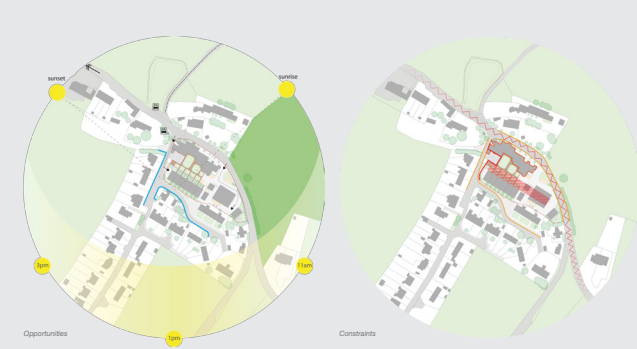 sunset
sunrise
3pm
11am
1pm
Opportunities
Constraints